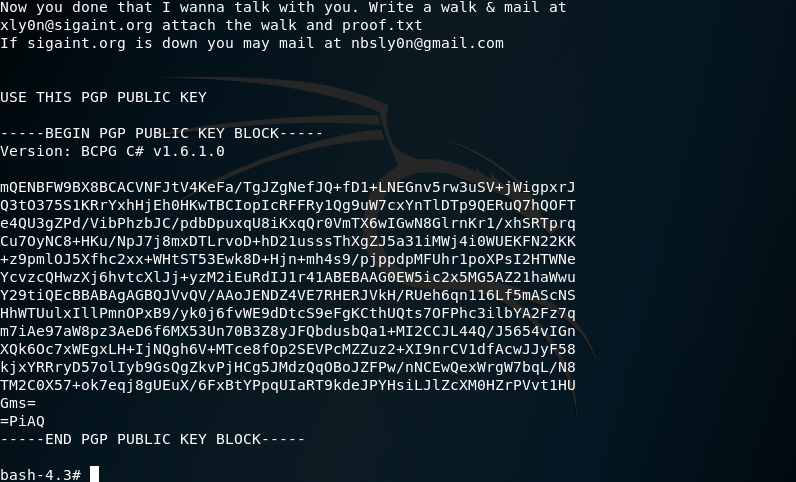 Now you done that I wanna talk with you. Write a walk & mail at
xly0n@sigaint.org attach the walk and proof.txt
If sigaint.org is down you may mail at nbsly0n@gmail.com
USE THIS PGP PUBLIC KEY
-----BEGIN PGP PUBLIC KEY BLOCK-----
Version: BCPG C# v1.6.1.0
mQENBFW9BX8BCACVNFJtV4KeFa/TgJZgNefJQ+fD1+LNEGnv5rw3uSV+jWigpxrJ
Q3tO375S1KRrYxhHjEh0HKwTBCIopIcRFFRy1Qg9uW7cxYnTlDTp9QERuQ7hQOFT
e4QU3gZPd/VibPhzbJC/pdbDpuxqU8iKxqQr0VmTX6wIGwN8GlrnKr1/xhSRTprq
Cu7OyNC8+HKu/NpJ7j8mxDTLrvoD+hD21usssThXgZJ5a31iMWj4i0WUEKFN22KK
+z9pmlOJ5Xfhc2xx+WHtST53Ewk8D+Hjn+mh4s9/pjppdpMFUhr1poXPsI2HTWNe
YcvzcQHwzXj6hvtcXlJj+yzM2iEuRdIJ1r41ABEBAAG0EW5ic2x5MG5AZ21haWwu
Y29tiQEcBBABAgAGBQJVvQV/AAoJENDZ4VE7RHERJVkH/RUeh6qn116Lf5mAScNS
HhWTUulxIllPmnOPxB9/yk0j6fvWE9dDtcS9eFgKCthUQts7OFPhc3ilbYA2Fz7q
m7iAe97aW8pz3AeD6f6MX53Un70B3Z8yJFQbdusbQa1+MI2CCJL44Q/J5654vIGn
XQk6Oc7xWEgxLH+IjNQgh6V+MTce8fOp2SEVPcMZZuz2+XI9nrCV1dfAcwJJyF58
kjxYRRryD57olIyb9GsQgZkvPjHCg5JMdzQqOBoJZFPw/nNCEwQexWrgW7bqL/N8
TM2C0X57+ok7eqj8gUEuX/6FxBtYPpqUIaRT9kdeJPYHsiLJlZcXM0HZrPVvt1HU
Gms=
=PiAQ
-----END PGP PUBLIC KEY BLOCK-----
bash-4.3#